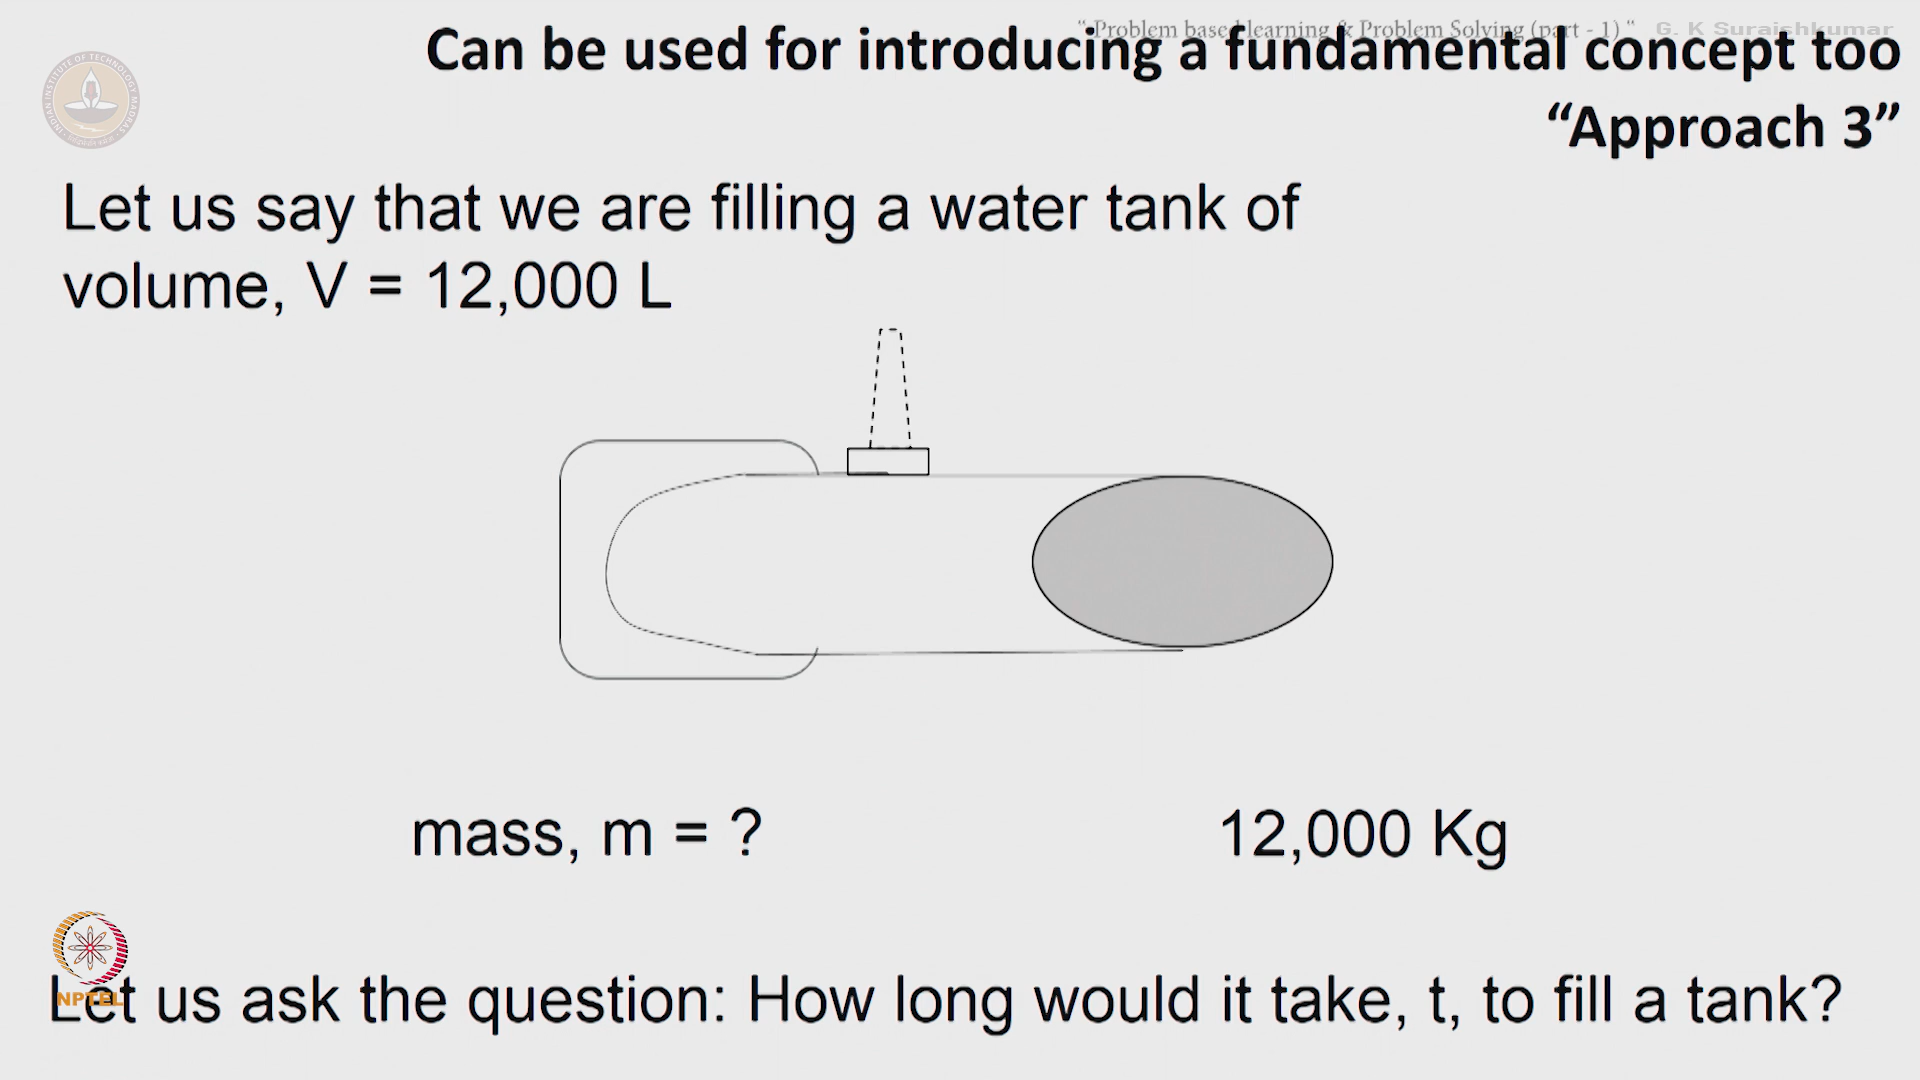 “ Problem based learning & Problem Solving (part - 1) “ G. K Suraishkumar
Can be used for introducing a fundamental concept too
“Approach 3”
Let us say that we are filling a water tank of
volume, V = 12,000 L
mass, m = ? 12,000 Kg
NPTEL
Let us ask the question: How long would it take, t, to fill a tank?